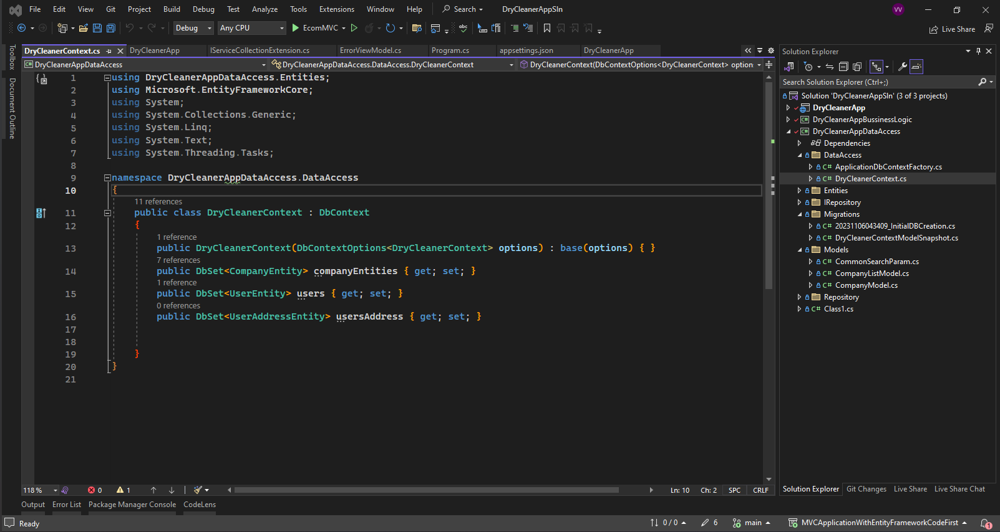 File Edit View Git Project Build Debug Test Analyze Tools Extensions Window Help Search DryCleanerAppSln VV
Debug Any CPU EcomMVC abc Live Share
Toolbox
Document Outline
DryCleanerContext.cs DryCleanerApp IServiceCollectionExtension.cs ErrorViewModel.cs Program.cs appsettings.json DryCleanerApp
DryCleanerAppDataAccess DryCleanerAppDataAccess.DataAccess.DryCleanerContext DryCleanerContext(DbContextOptions<DryCleanerContext> option
1 using DryCleanerAppDataAccess.Entities;
2 using Microsoft.EntityFrameworkCore;
3 using System;
4 using System.Collections.Generic;
5 using System.Linq;
6 using System.Text;
7 using System.Threading.Tasks;
8
9 namespace DryCleanerAppDataAccess.DataAccess
10 {
11 references
11 public class DryCleanerContext : DbContext
12 {
1 reference
13 public DryCleanerContext(DbContextOptions<DryCleanerContext> options) : base(options) { }
7 references
14 public DbSet<CompanyEntity> companyEntities { get; set; }
1 reference
15 public DbSet<UserEntity> users { get; set; }
0 references
16 public DbSet<UserAddressEntity> usersAddress { get; set; }
17
18
19 }
20 }
21
118 % 0 1 Ln: 10 Ch: 2 SPC CRLF
Output Error List Package Manager Console CodeLens
Solution Explorer
Search Solution Explorer (Ctrl+;)
Solution 'DryCleanerAppSln' (3 of 3 projects)
DryCleanerApp
C# DryCleanerAppBussinessLogic
C# DryCleanerAppDataAccess
Dependencies
DataAccess
C# ApplicationDbContextFactory.cs
C# DryCleanerContext.cs
Entities
IRepository
Migrations
C# 20231106043409_InitialDBCreation.cs
C# DryCleanerContextModelSnapshot.cs
Models
C# CommonSearchParam.cs
C# CompanyListModel.cs
C# CompanyModel.cs
Repository
C# Class1.cs
Solution Explorer Git Changes Live Share Live Share Chat
Ready 0 / 0 6 main MVCApplicationWithEntityFrameworkCodeFirst 1